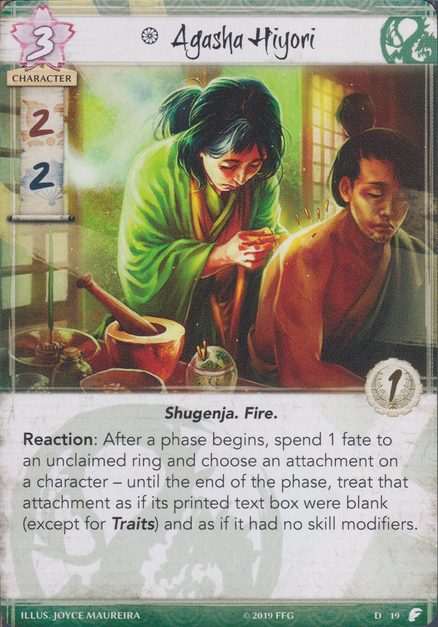 3
Agasha Hiyori
CHARACTER
2
2
1
Shugenja. Fire.
Reaction: After a phase begins, spend 1 fate to
an unclaimed ring and choose an attachment on
a character – until the end of the phase, treat that
attachment as if its printed text box were blank
(except for Traits) and as if it had no skill modifiers.
ILLUS. JOYCE MAUREIRA ©2019 FFG D 19